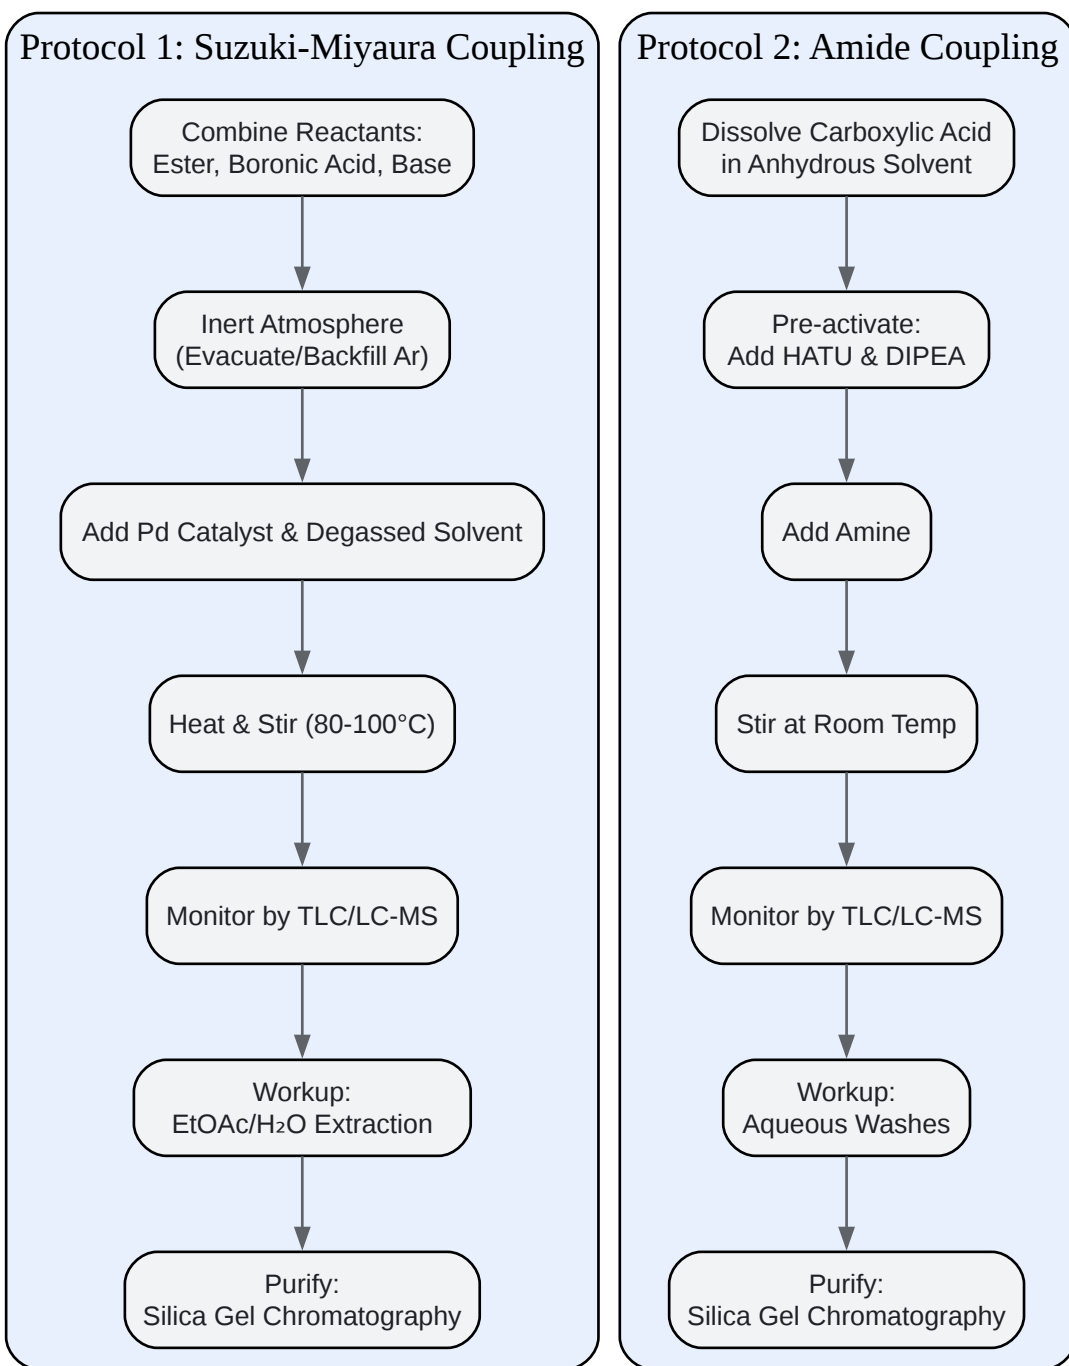 Protocol 1: Suzuki-Miyaura Coupling
Combine Reactants:
Ester, Boronic Acid, Base
Inert Atmosphere
(Evacuate/Backfill Ar)
Add Pd Catalyst & Degassed Solvent
Heat & Stir (80-100°C)
Monitor by TLC/LC-MS
Workup:
EtOAc/H₂O Extraction
Purify:
Silica Gel Chromatography
Protocol 2: Amide Coupling
Dissolve Carboxylic Acid
in Anhydrous Solvent
Pre-activate:
Add HATU & DIPEA
Add Amine
Stir at Room Temp
Monitor by TLC/LC-MS
Workup:
Aqueous Washes
Purify:
Silica Gel Chromatography